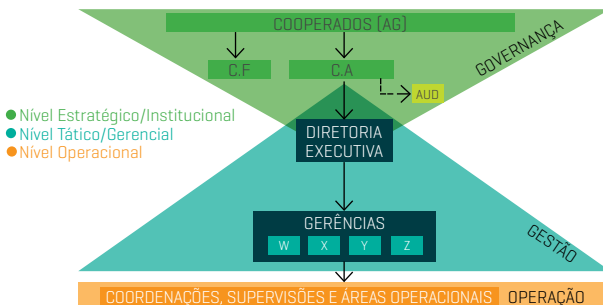 COOPERADOS (AG)
GOVERNANÇA
C.F
C.A
AUD
Nível Estratégico/Institucional
Nível Tático/Gerencial
Nível Operacional
DIRETORIA
EXECUTIVA
GERÊNCIAS
W X Y Z
GESTÃO
COORDENAÇÕES, SUPERVISÕES E ÁREAS OPERACIONAIS OPERAÇÃO